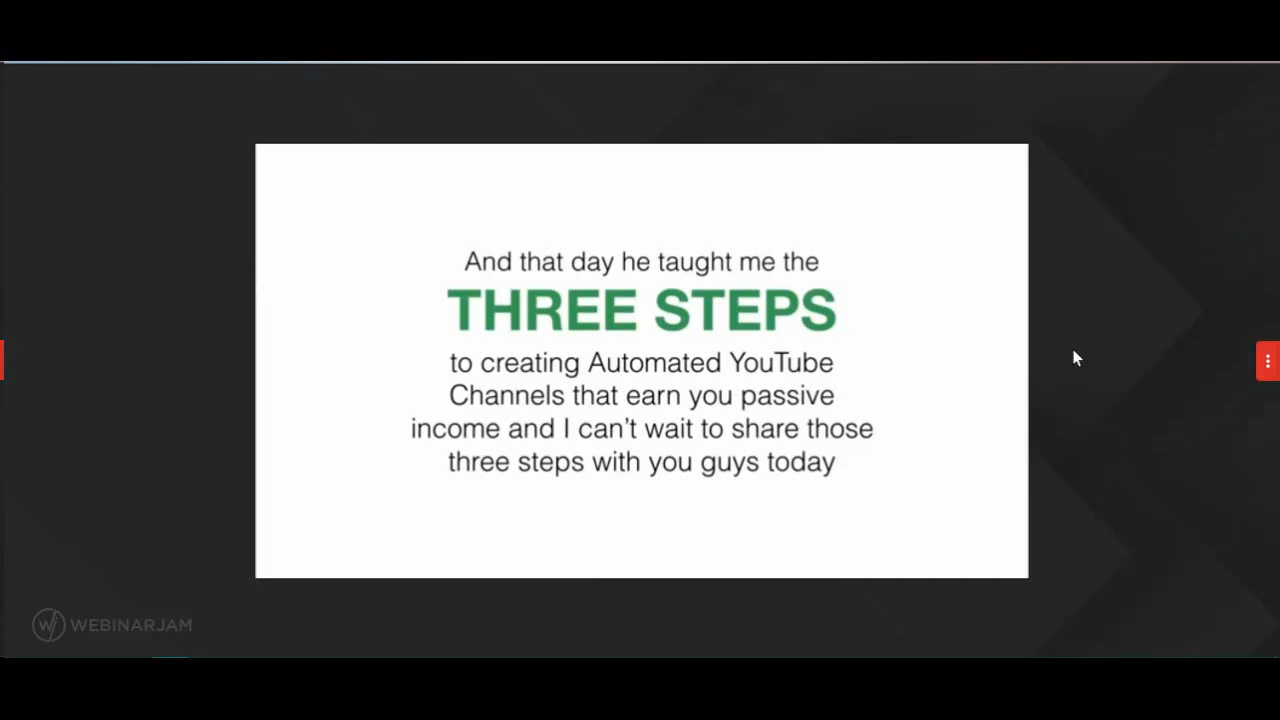 And that day he taught me the
THREE STEPS
to creating Automated YouTube
Channels that earn you passive
income and I can't wait to share those
three steps with you guys today
WEBINARJAM